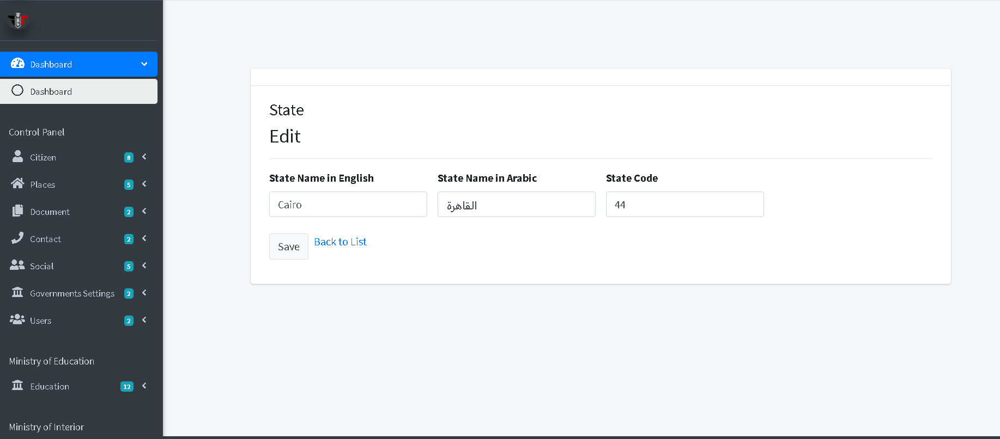 Dashboard
Dashboard
Control Panel
Citizen 8
Places 5
Document 2
Contact 2
Social 5
Governments Settings 2
Users 2
Ministry of Education
Education 12
Ministry of Interior
State
Edit
State Name in English
Cairo
State Name in Arabic
القاهرة
State Code
44
Save Back to List